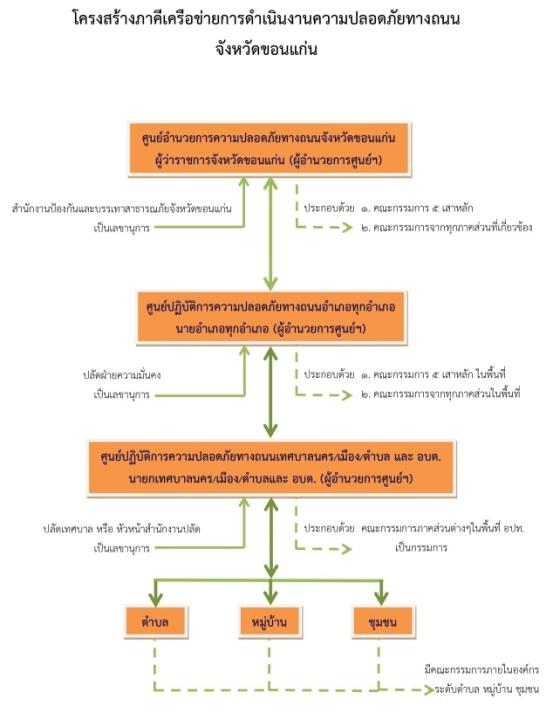 โครงสร้างภาคีเครือข่ายการดำเนินงานความปลอดภัยทางถนน
จังหวัดขอนแก่น
ศูนย์อำนวยการความปลอดภัยทางถนนจังหวัดขอนแก่น
ผู้ว่าราชการจังหวัดขอนแก่น (ผู้อำนวยการศูนย์ฯ)
สำนักงานป้องกันและบรรเทาสาธารณภัยจังหวัดขอนแก่น
เป็นเลขานุการ
ประกอบด้วย ๑. คณะกรรมการ ๕ เสาหลัก
๒. คณะกรรมการจากทุกภาคส่วนที่เกี่ยวข้อง
ศูนย์ปฏิบัติการความปลอดภัยทางถนนอำเภอทุกอำเภอ
นายอำเภอทุกอำเภอ (ผู้อำนวยการศูนย์ฯ)
ปลัดฝ่ายความมั่นคง
เป็นเลขานุการ
ประกอบด้วย ๑. คณะกรรมการ ๕ เสาหลัก ในพื้นที่
๒. คณะกรรมการจากทุกภาคส่วนในพื้นที่
ศูนย์ปฏิบัติการความปลอดภัยทางถนนเทศบาลนคร/เมือง/ตำบล และ อบต.
นายกเทศบาลนคร/เมือง/ตำบลและ อบต. (ผู้อำนวยการศูนย์ฯ)
ปลัดเทศบาล หรือ หัวหน้าสำนักงานปลัด
เป็นเลขานุการ
ประกอบด้วย คณะกรรมการภาคส่วนต่างๆในพื้นที่ อปท.
เป็นกรรมการ
ตำบล
หมู่บ้าน
ชุมชน
มีคณะกรรมการภายในองค์กร
ระดับตำบล หมู่บ้าน ชุมชน